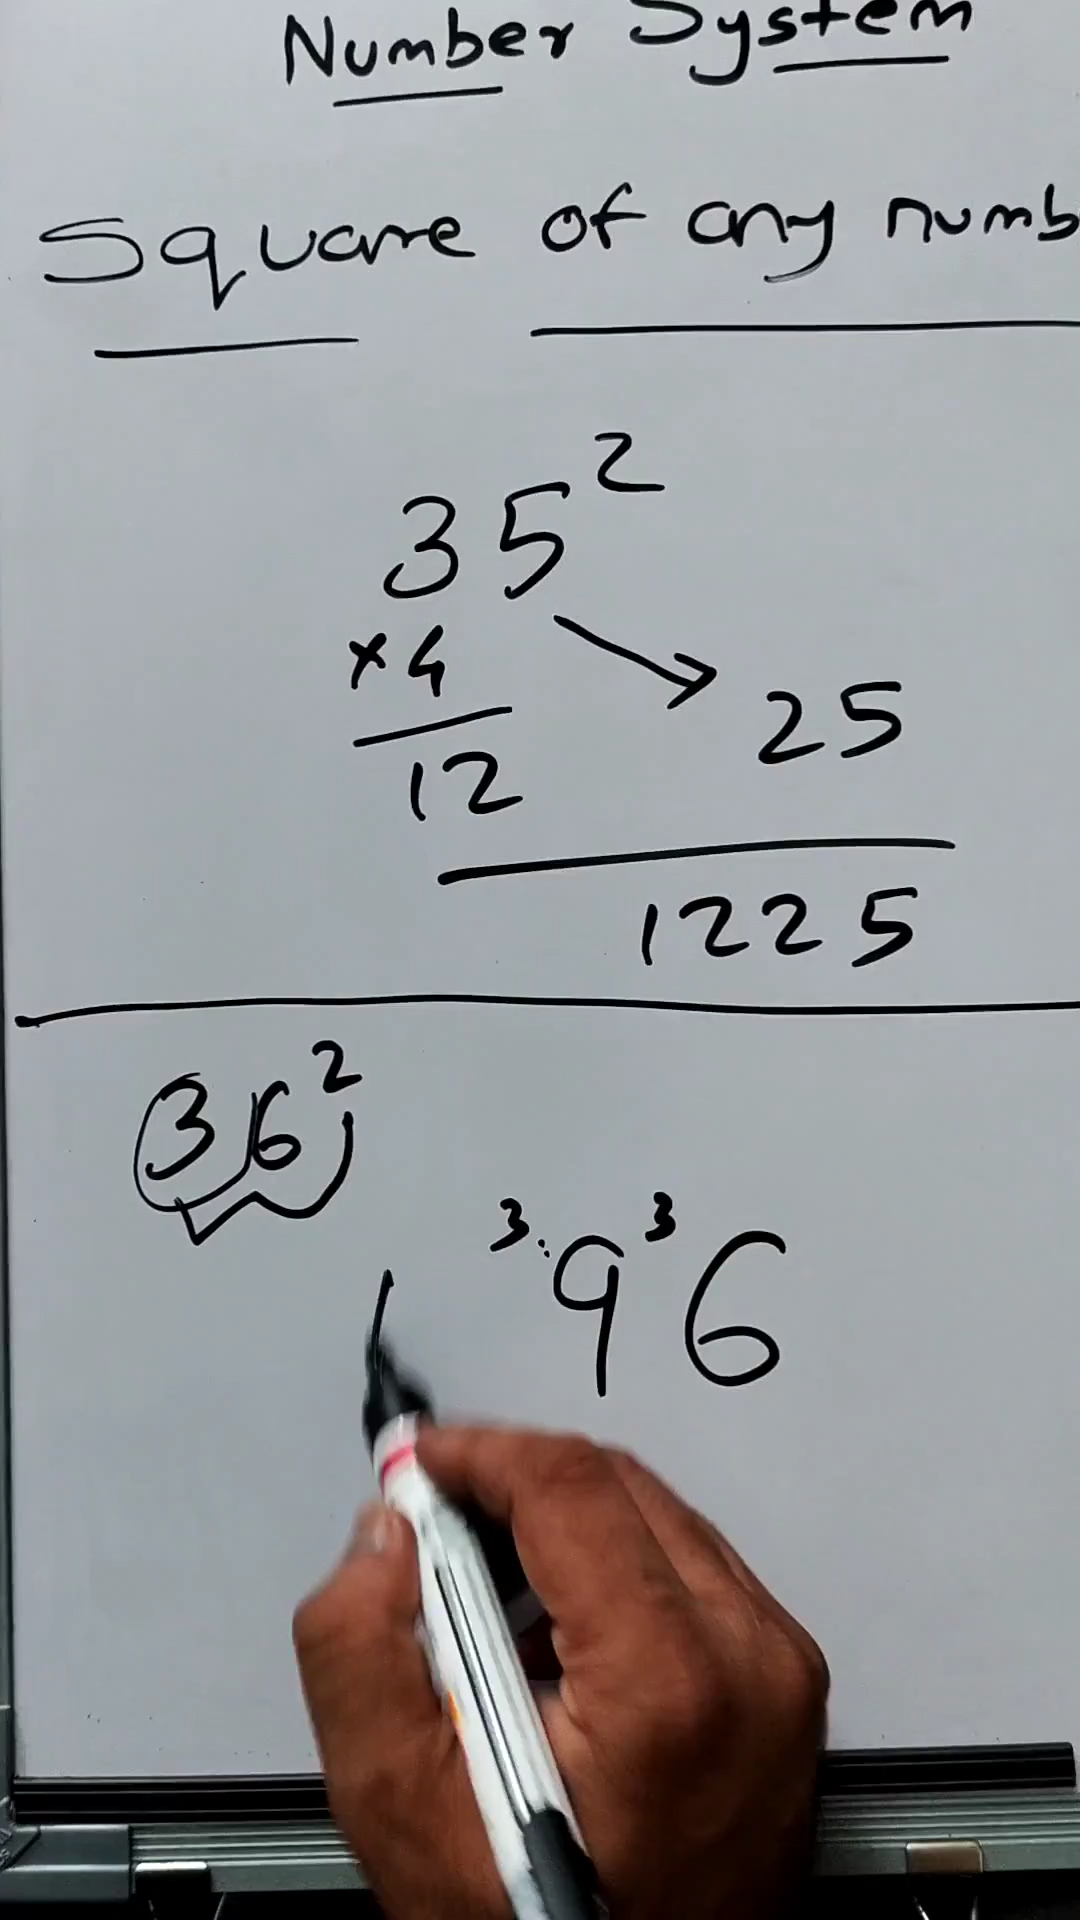 Number System
Square of any numb
35²
×4
25
12
1225
36²
3 9 3 6